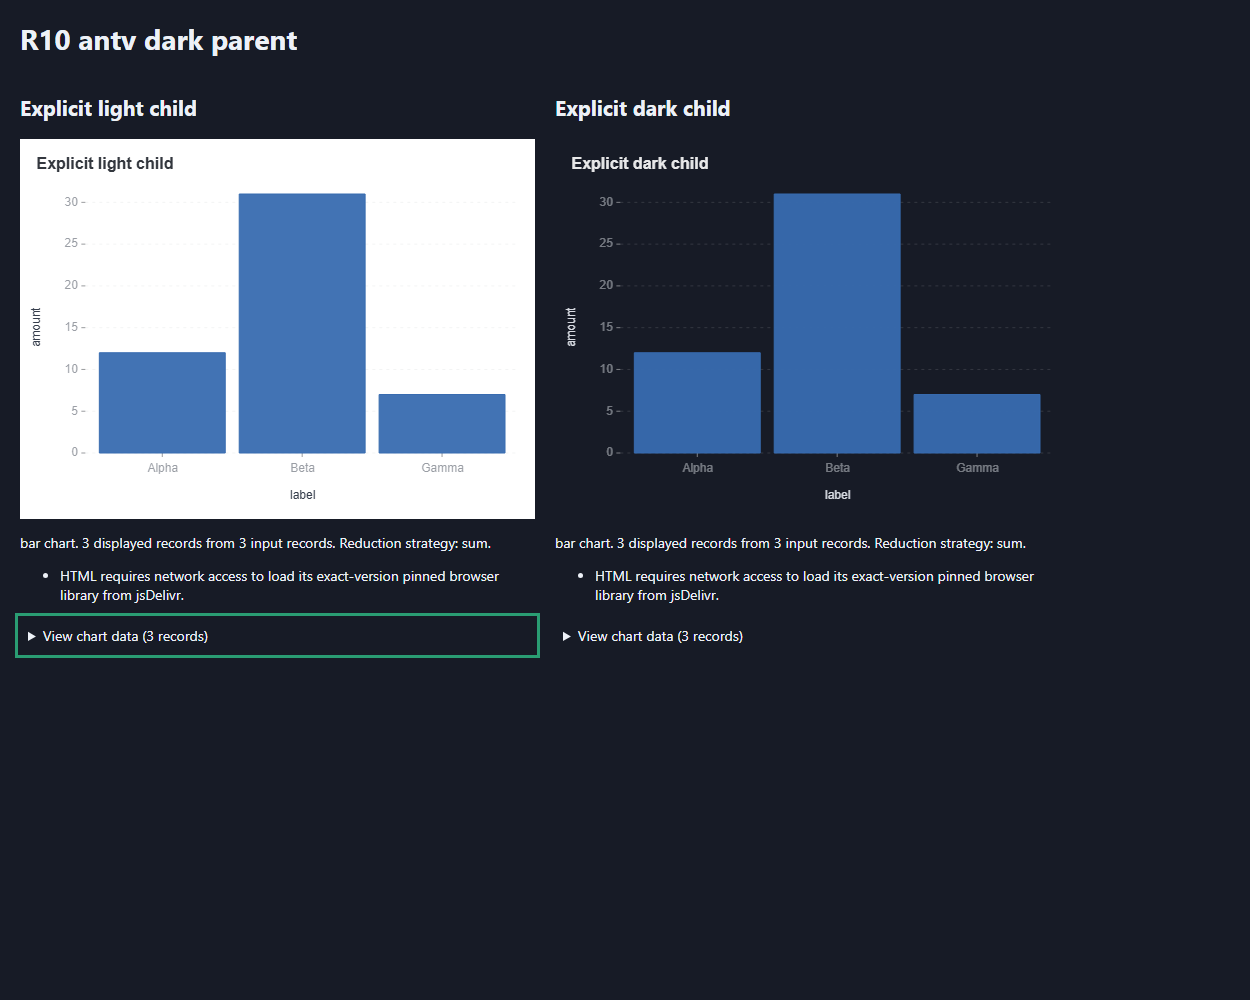 R10 antv dark parent
Explicit light child
Explicit light child
30
25
20
15
10
5
0
amount
Alpha Beta Gamma
label
bar chart. 3 displayed records from 3 input records. Reduction strategy: sum.
• HTML requires network access to load its exact-version pinned browser
library from jsDelivr.
▶ View chart data (3 records)
Explicit dark child
Explicit dark child
30
25
20
15
10
5
0
amount
Alpha Beta Gamma
label
bar chart. 3 displayed records from 3 input records. Reduction strategy: sum.
• HTML requires network access to load its exact-version pinned browser
library from jsDelivr.
▶ View chart data (3 records)